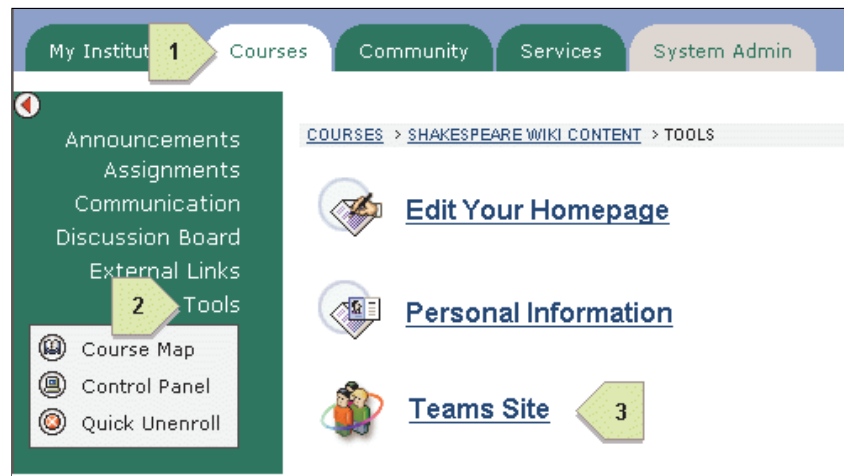 My Institut 1 Courses Community Services System Admin
Announcements
Assignments
Communication
Discussion Board
External Links
2 Tools
Course Map
Control Panel
Quick Unenroll
COURSES > SHAKESPEARE WIKI CONTENT > TOOLS
Edit Your Homepage
Personal Information
Teams Site 3